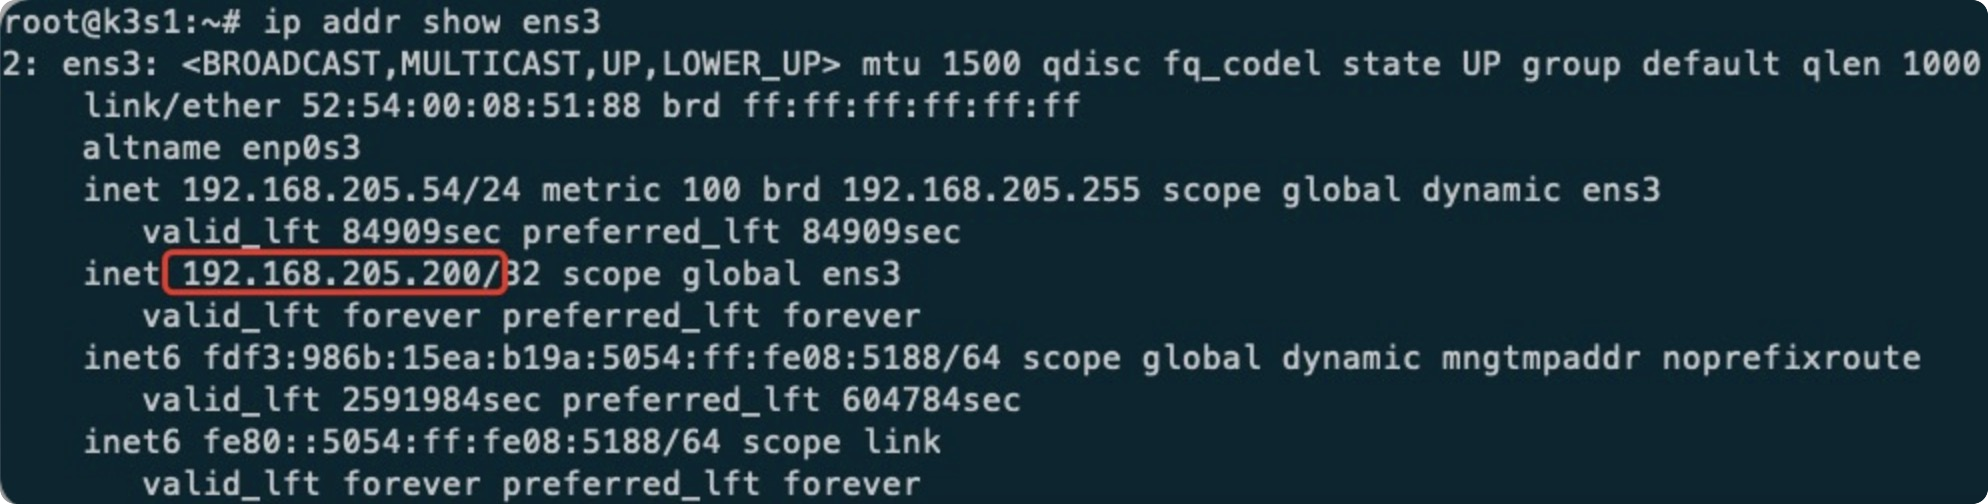 root@k3s1:~# ip addr show ens3
2: ens3: <BROADCAST,MULTICAST,UP,LOWER_UP> mtu 1500 qdisc fq_codel state UP group default qlen 1000
link/ether 52:54:00:08:51:88 brd ff:ff:ff:ff:ff:ff
altname enp0s3
inet 192.168.205.54/24 metric 100 brd 192.168.205.255 scope global dynamic ens3
valid_lft 84909sec preferred_lft 84909sec
inet 192.168.205.200/32 scope global ens3
valid_lft forever preferred_lft forever
inet6 fdf3:986b:15ea:b19a:5054:ff:fe08:5188/64 scope global dynamic mngtmpaddr noprefixroute
valid_lft 2591984sec preferred_lft 604784sec
inet6 fe80::5054:ff:fe08:5188/64 scope link
valid_lft forever preferred_lft forever